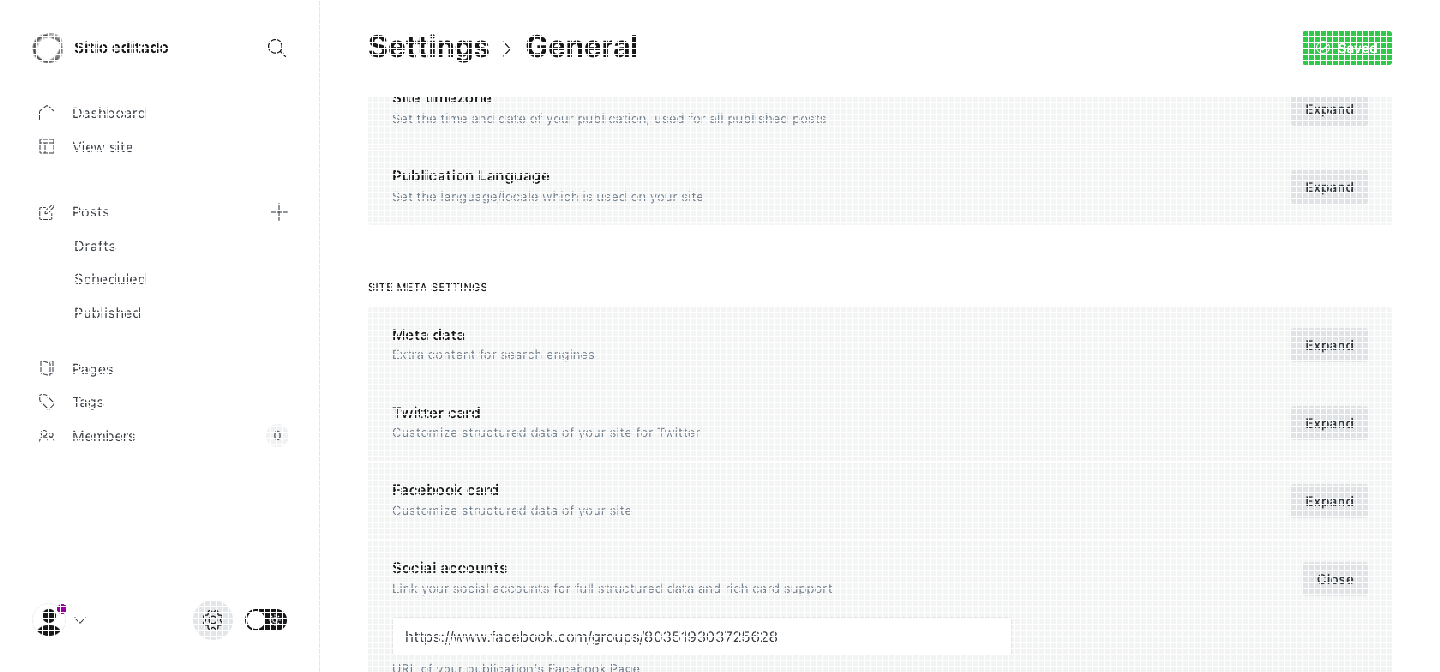 Sitio editado
Settings › General
Saved
Dashboard
View site
Posts
Drafts
Scheduled
Published
Pages
Tags
Members
0
Site timezone
Set the time and date of your publication, used for all published posts
Expand
Publication Language
Set the language/locale which is used on your site
Expand
SITE META SETTINGS
Meta data
Extra content for search engines
Expand
Twitter card
Customize structured data of your site for Twitter
Expand
Facebook card
Customize structured data of your site
Expand
Social accounts
Link your social accounts for full structured data and rich card support
Close
https://www.facebook.com/groups/803519393725628
URL of your publication's Facebook Page